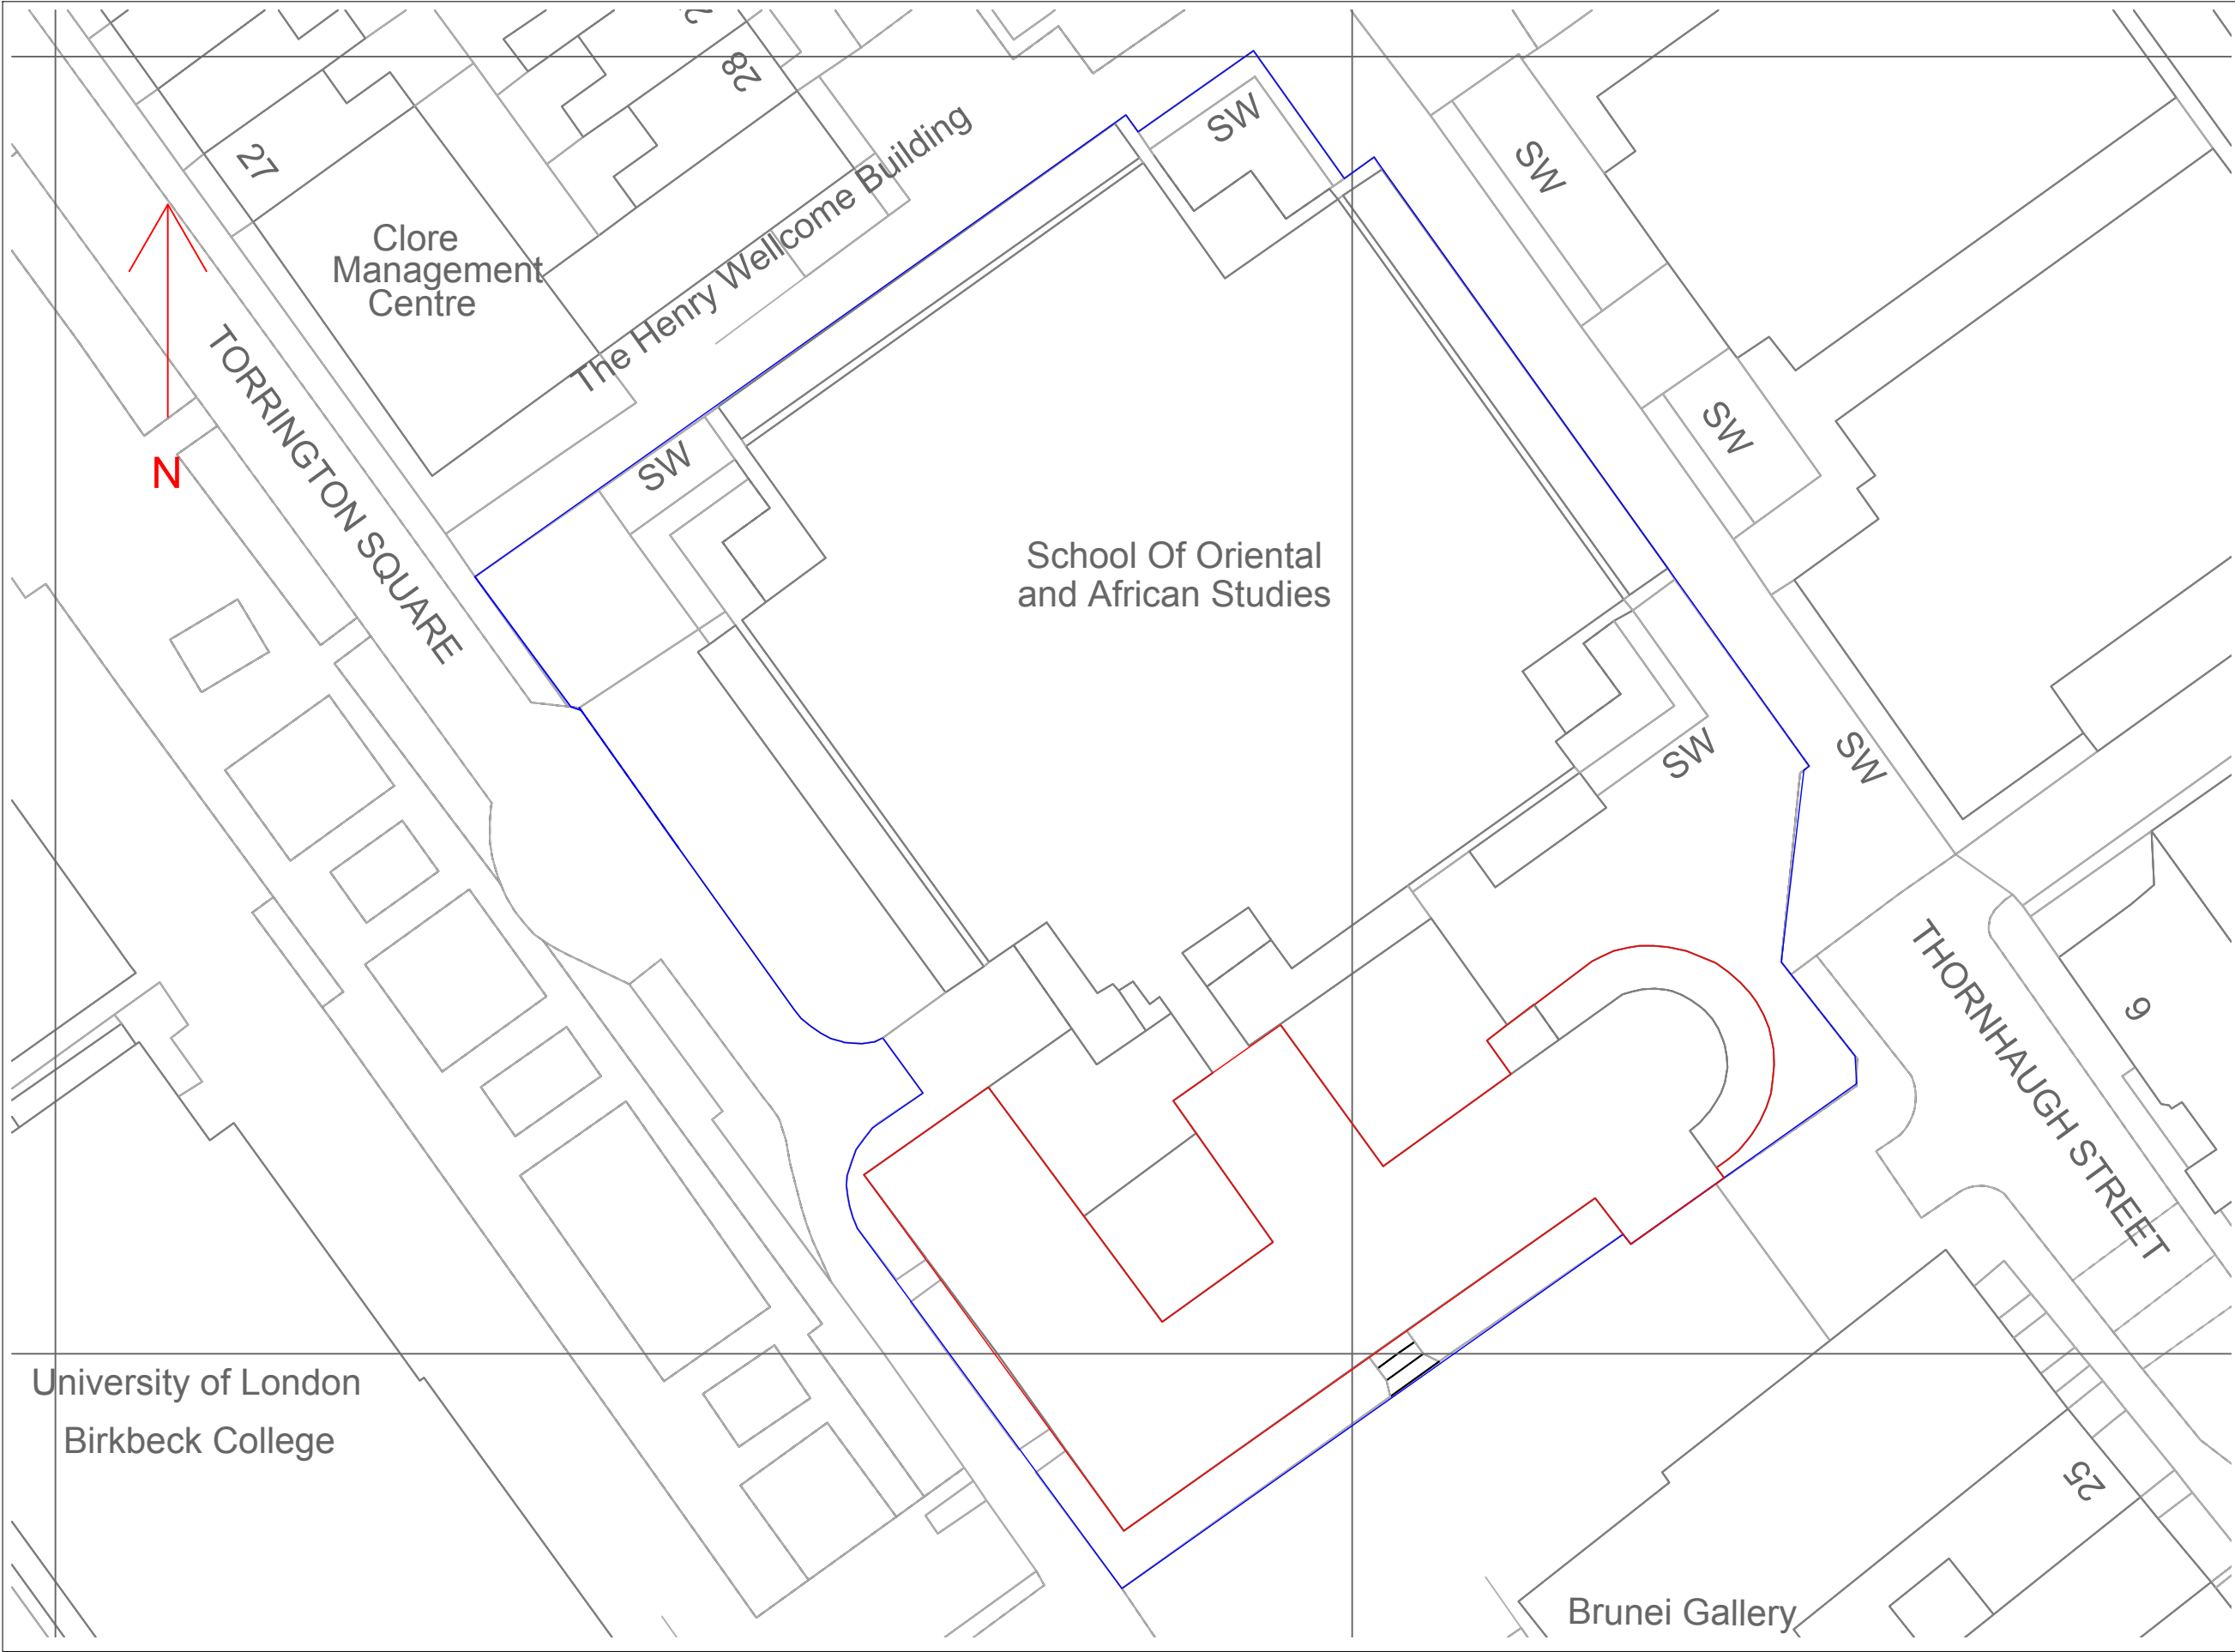 28
27
The Henry Wellcome Building
SW
SW
Clore
Management
Centre
TORRINGTON SQUARE
N
SW
SW
School Of Oriental
and African Studies
SW
SW
THORNHAUGH STREET
9
University of London
Birkbeck College
25
Brunei Gallery